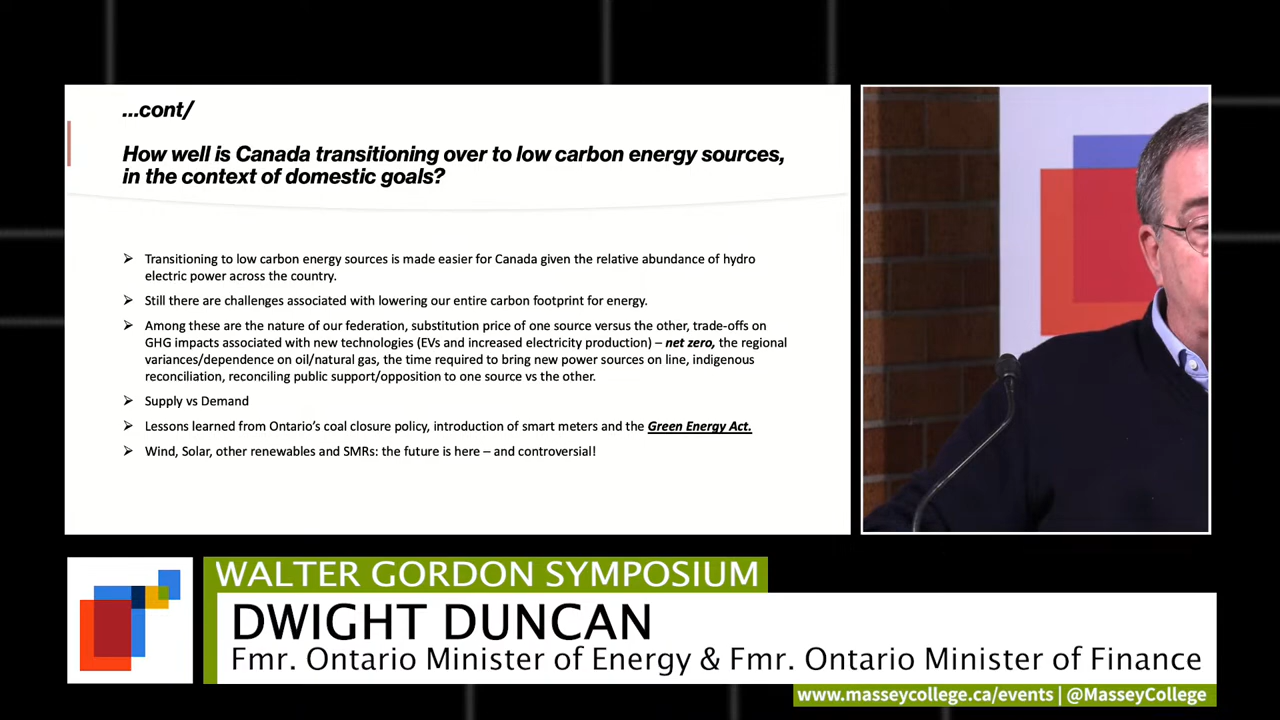 ...cont/
How well is Canada transitioning over to low carbon energy sources,
in the context of domestic goals?
Transitioning to low carbon energy sources is made easier for Canada given the relative abundance of hydro
electric power across the country.
Still there are challenges associated with lowering our entire carbon footprint for energy.
Among these are the nature of our federation, substitution price of one source versus the other, trade-offs on
GHG impacts associated with new technologies (EVs and increased electricity production) – net zero, the regional
variances/dependence on oil/natural gas, the time required to bring new power sources on line, indigenous
reconciliation, reconciling public support/opposition to one source vs the other.
Supply vs Demand
Lessons learned from Ontario's coal closure policy, introduction of smart meters and the Green Energy Act.
Wind, Solar, other renewables and SMRs: the future is here – and controversial!
WALTER GORDON SYMPOSIUM
DWIGHT DUNCAN
Fmr. Ontario Minister of Energy & Fmr. Ontario Minister of Finance
www.masseycollege.ca/events | @MasseyCollege